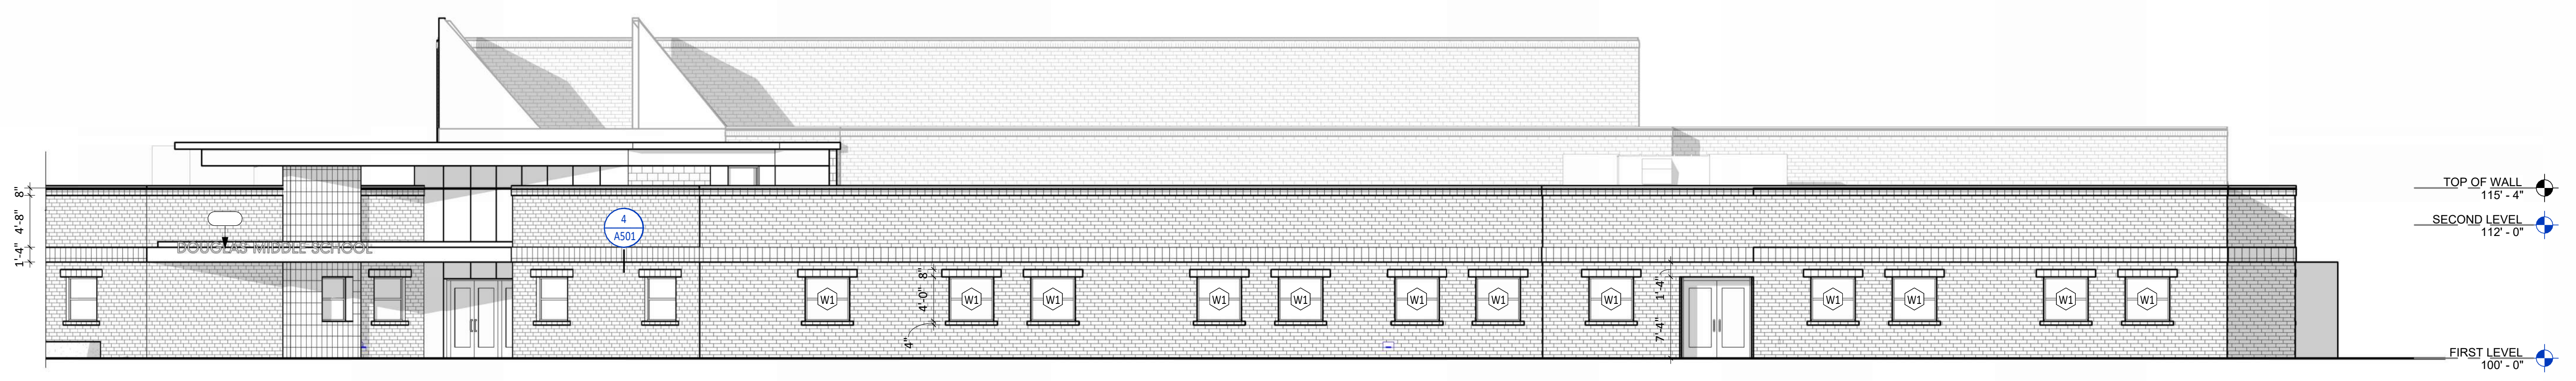 TOP OF WALL
115' - 4"
8"
4'-8"
SECOND LEVEL
112' - 0"
4
A501
DOUGLAS MIDDLE SCHOOL
1'-4"
8"
4'-0"
4"
1'-4"
7'-4"
W1
W1
W1
W1
W1
W1
W1
W1
W1
W1
W1
W1
FIRST LEVEL
100' - 0"